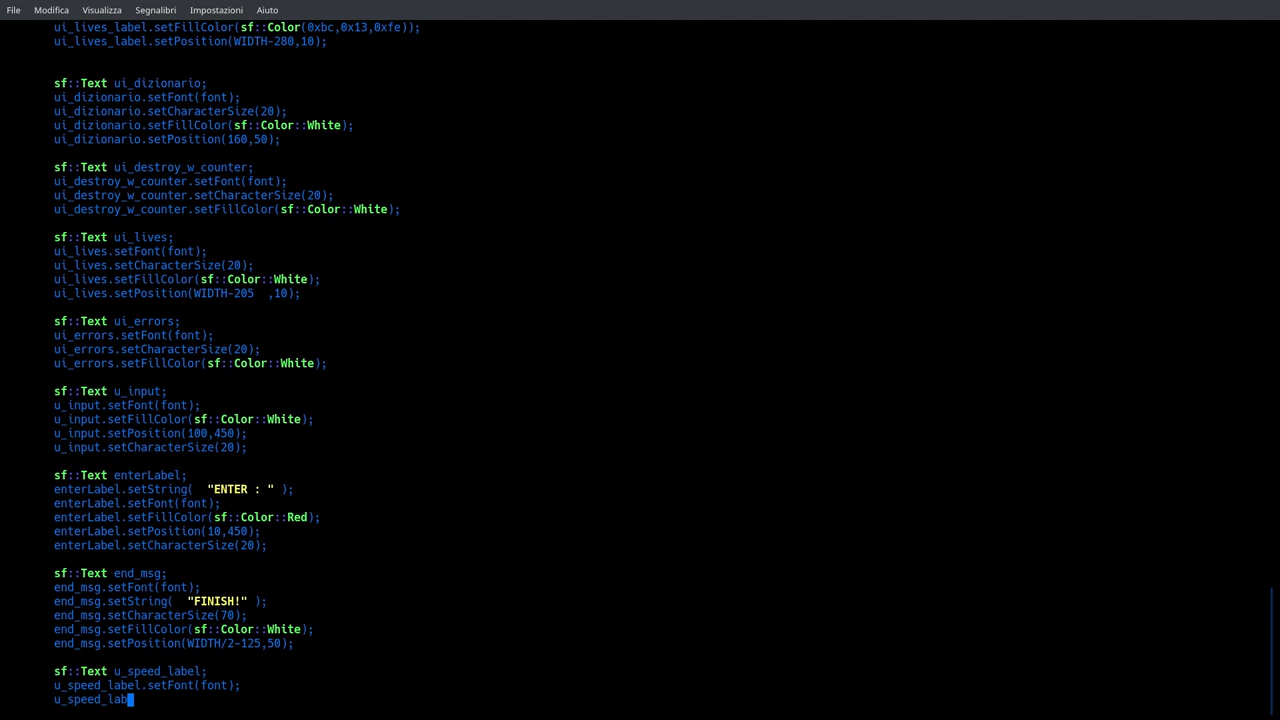 File Modifica Visualizza Segnalibri Impostazioni Aiuto
ui_lives_label.setFillColor(sf::Color(0xbc,0x13,0xfe));
ui_lives_label.setPosition(WIDTH-280,10);
sf::Text ui_dizionario;
ui_dizionario.setFont(font);
ui_dizionario.setCharacterSize(20);
ui_dizionario.setFillColor(sf::Color::White);
ui_dizionario.setPosition(160,50);
sf::Text ui_destroy_w_counter;
ui_destroy_w_counter.setFont(font);
ui_destroy_w_counter.setCharacterSize(20);
ui_destroy_w_counter.setFillColor(sf::Color::White);
sf::Text ui_lives;
ui_lives.setFont(font);
ui_lives.setCharacterSize(20);
ui_lives.setFillColor(sf::Color::White);
ui_lives.setPosition(WIDTH-205  ,10);
sf::Text ui_errors;
ui_errors.setFont(font);
ui_errors.setCharacterSize(20);
ui_errors.setFillColor(sf::Color::White);
sf::Text u_input;
u_input.setFont(font);
u_input.setFillColor(sf::Color::White);
u_input.setPosition(100,450);
u_input.setCharacterSize(20);
sf::Text enterLabel;
enterLabel.setString(  "ENTER : " );
enterLabel.setFont(font);
enterLabel.setFillColor(sf::Color::Red);
enterLabel.setPosition(10,450);
enterLabel.setCharacterSize(20);
sf::Text end_msg;
end_msg.setFont(font);
end_msg.setString(  "FINISH!" );
end_msg.setCharacterSize(70);
end_msg.setFillColor(sf::Color::White);
end_msg.setPosition(WIDTH/2-125,50);
sf::Text u_speed_label;
u_speed_label.setFont(font);
u_speed_lab